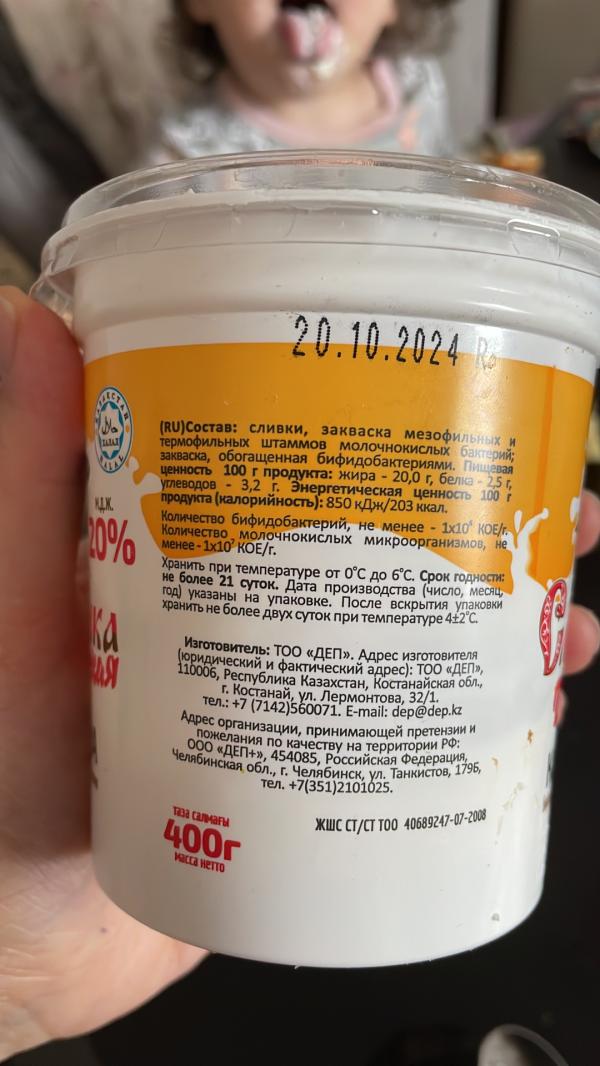 20.10.2024
(RU)Состав: сливки, закваска мезофильных и
термофильных штаммов молочнокислых бактерий;
закваска, обогащенная бифидобактериями. Пищевая
ценность 100 г продукта: жира - 20,0 г, белка - 2,5 г,
углеводов - 3,2 г. Энергетическая ценность 100 г
продукта (калорийность): 850 кДж/203 ккал.
Количество бифидобактерий, не менее - 1х10⁶ КОЕ/г.
Количество молочнокислых микроорганизмов, не
менее - 1х10⁷ КОЕ/г.
Хранить при температуре от 0°С до 6°С. Срок годности:
не более 21 суток. Дата производства (число, месяц,
год) указаны на упаковке. После вскрытия упаковки
хранить не более двух суток при температуре 4±2°С.
Изготовитель: ТОО «ДЕП». Адрес изготовителя
(юридический и фактический адрес): ТОО «ДЕП»,
110006, Республика Казахстан, Костанайская обл.,
г. Костанай, ул. Лермонтова, 32/1.
тел.: +7 (7142)560071. E-mail: dep@dep.kz
Адрес организации, принимающей претензии и
пожелания по качеству на территории РФ:
ООО «ДЕП+», 454085, Российская Федерация,
Челябинская обл., г. Челябинск, ул. Танкистов, 179Б,
тел. +7(351)2101025.
м.д.ж.
20%
таза салмағы
400г
масса нетто
ЖШС СТ/СТ ТОО 40689247-07-2008